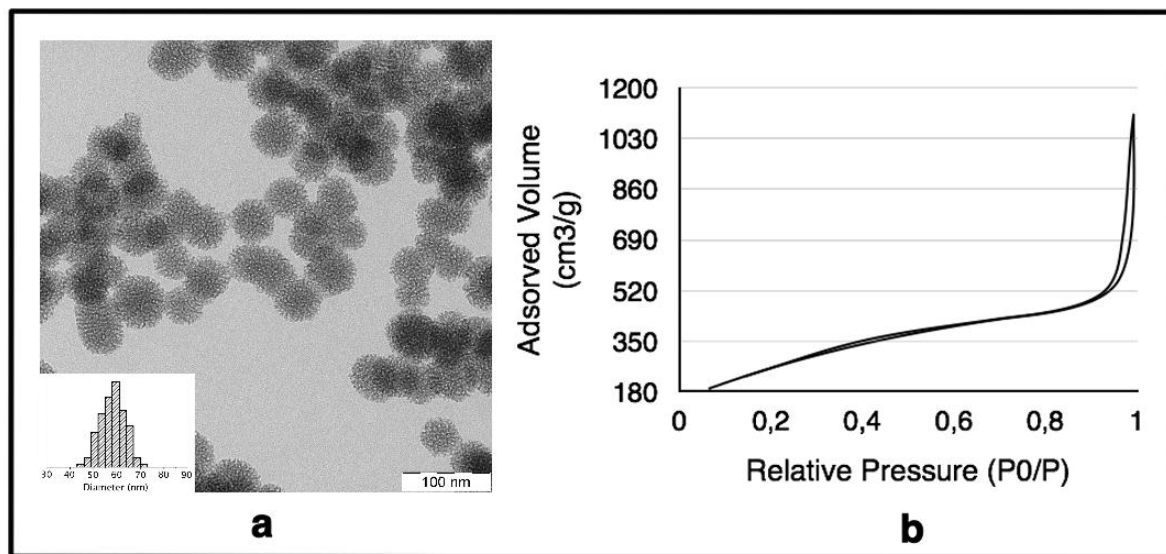 100 nm
30 40 50 60 70 80 90
Diameter (nm)
a
Adsorved Volume
(cm3/g)
1200
1030
860
690
520
350
180
0 0,2 0,4 0,6 0,8 1
Relative Pressure (P0/P)
b